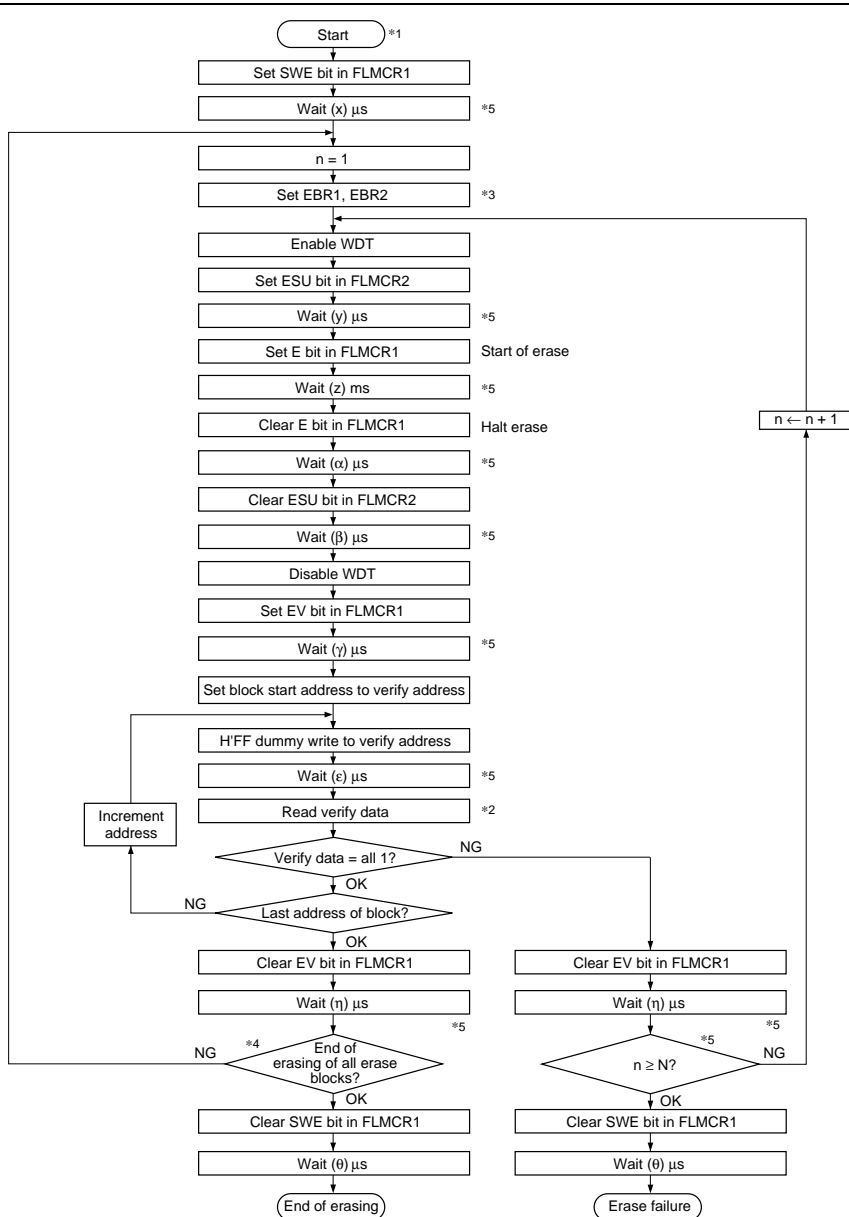 Start *1
Set SWE bit in FLMCR1
Wait (x) μs *5
n = 1
Set EBR1, EBR2 *3
Enable WDT
Set ESU bit in FLMCR2
Wait (y) μs *5
Set E bit in FLMCR1 Start of erase
Wait (z) ms *5
n ← n + 1
Clear E bit in FLMCR1 Halt erase
Wait (α) μs *5
Clear ESU bit in FLMCR2
Wait (β) μs *5
Disable WDT
Set EV bit in FLMCR1
Wait (γ) μs *5
Set block start address to verify address
H'FF dummy write to verify address
Wait (ε) μs *5
Increment
address
Read verify data *2
Verify data = all 1? NG
OK
NG Last address of block?
OK
Clear EV bit in FLMCR1 Clear EV bit in FLMCR1
Wait (η) μs Wait (η) μs
*5 *5
NG *4 End of
erasing of all erase
blocks?
*5
n ≥ N? NG
OK OK
Clear SWE bit in FLMCR1 Clear SWE bit in FLMCR1
Wait (θ) μs Wait (θ) μs
End of erasing Erase failure